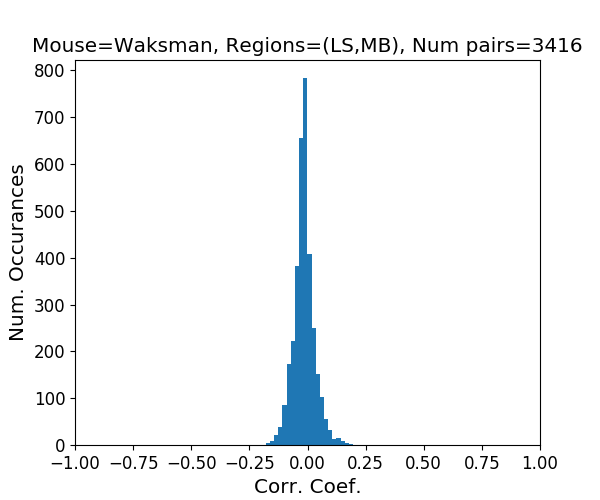 Mouse=Waksman, Regions=(LS,MB), Num pairs=3416
800
700
600
500
400
300
200
100
0
Num. Occurances
−1.00 −0.75 −0.50 −0.25 0.00 0.25 0.50 0.75 1.00
Corr. Coef.